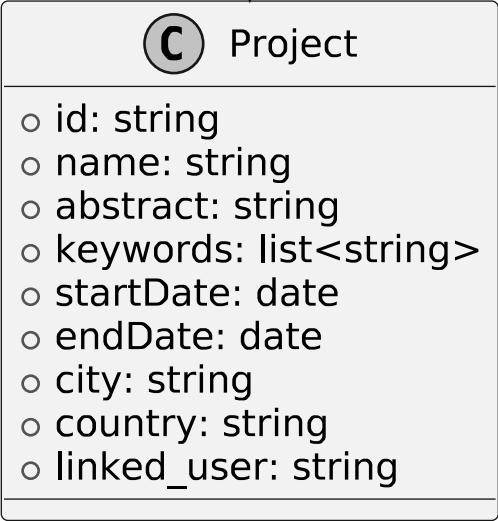 C Project
id: string
name: string
abstract: string
keywords: list<string>
startDate: date
endDate: date
city: string
country: string
linked_user: string